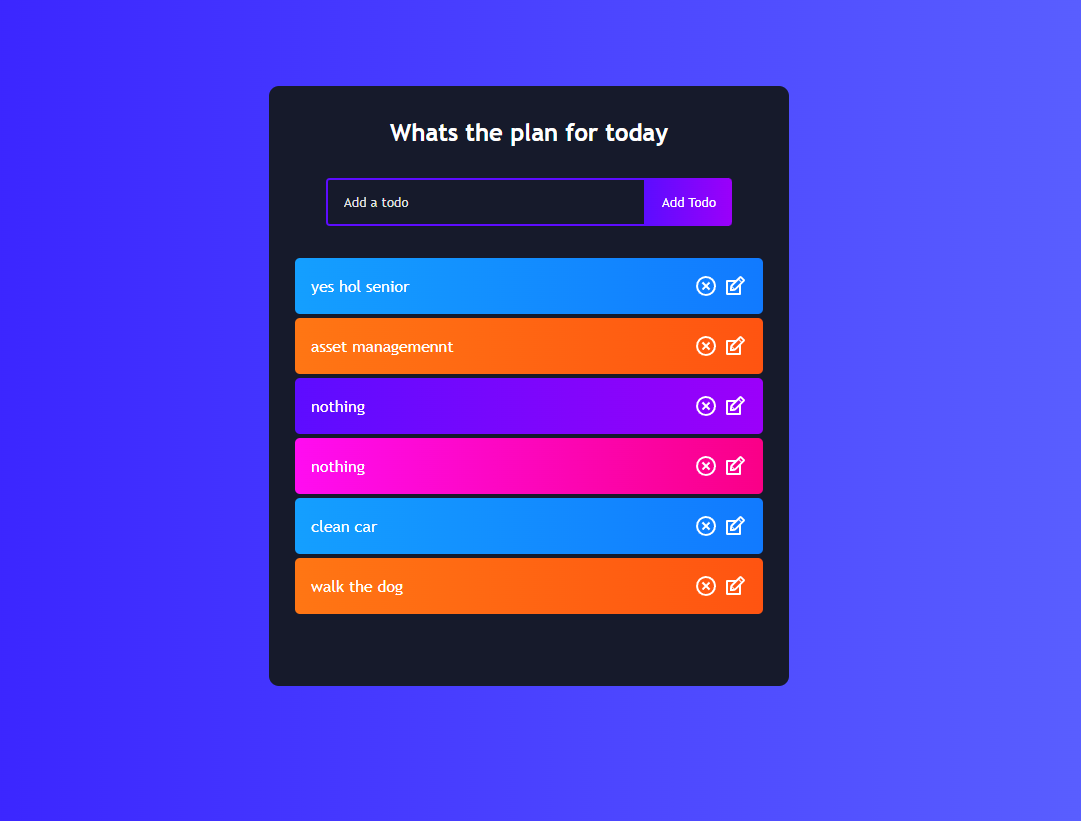 Whats the plan for today
Add a todo
Add Todo
yes hol senior
asset managemennt
nothing
nothing
clean car
walk the dog